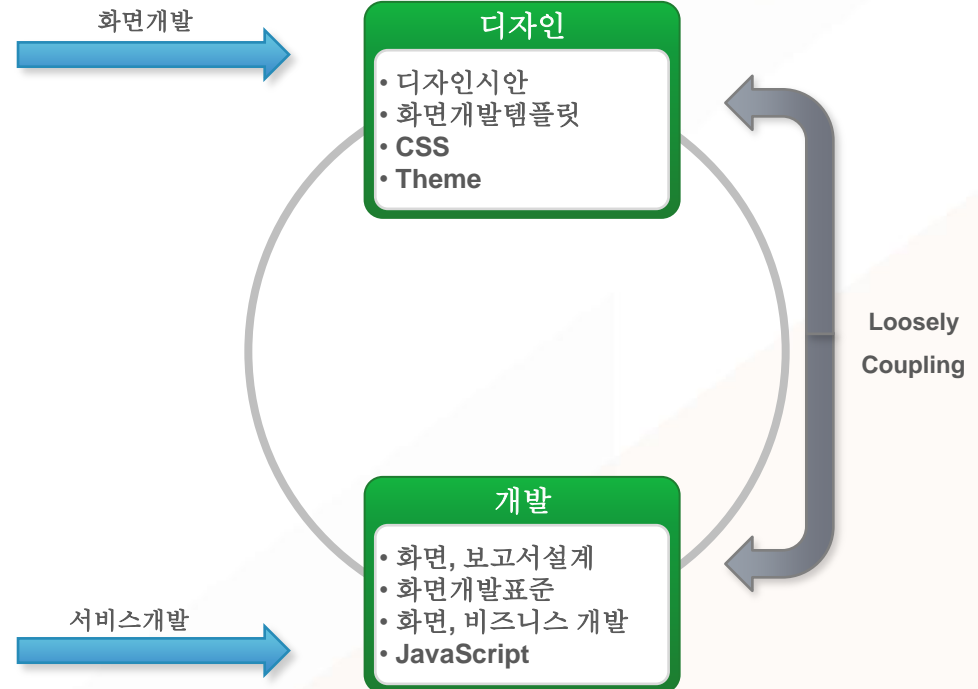 화면개발
디자인
• 디자인시안
• 화면개발템플릿
• CSS
• Theme
Loosely
Coupling
개발
• 화면, 보고서설계
• 화면개발표준
• 화면, 비즈니스 개발
• JavaScript
서비스개발